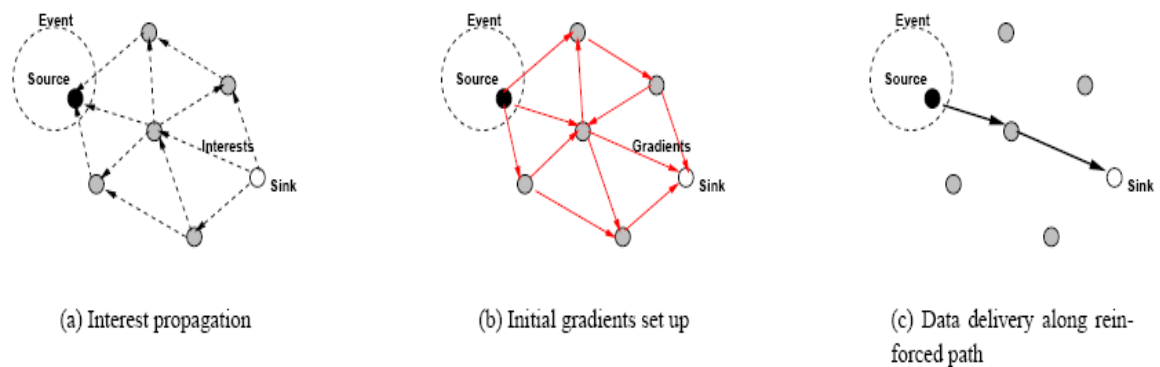 Event
Source
Interests
Sink
(a) Interest propagation
Event
Source
Gradients
Sink
(b) Initial gradients set up
Event
Source
Sink
(c) Data delivery along rein-
forced path